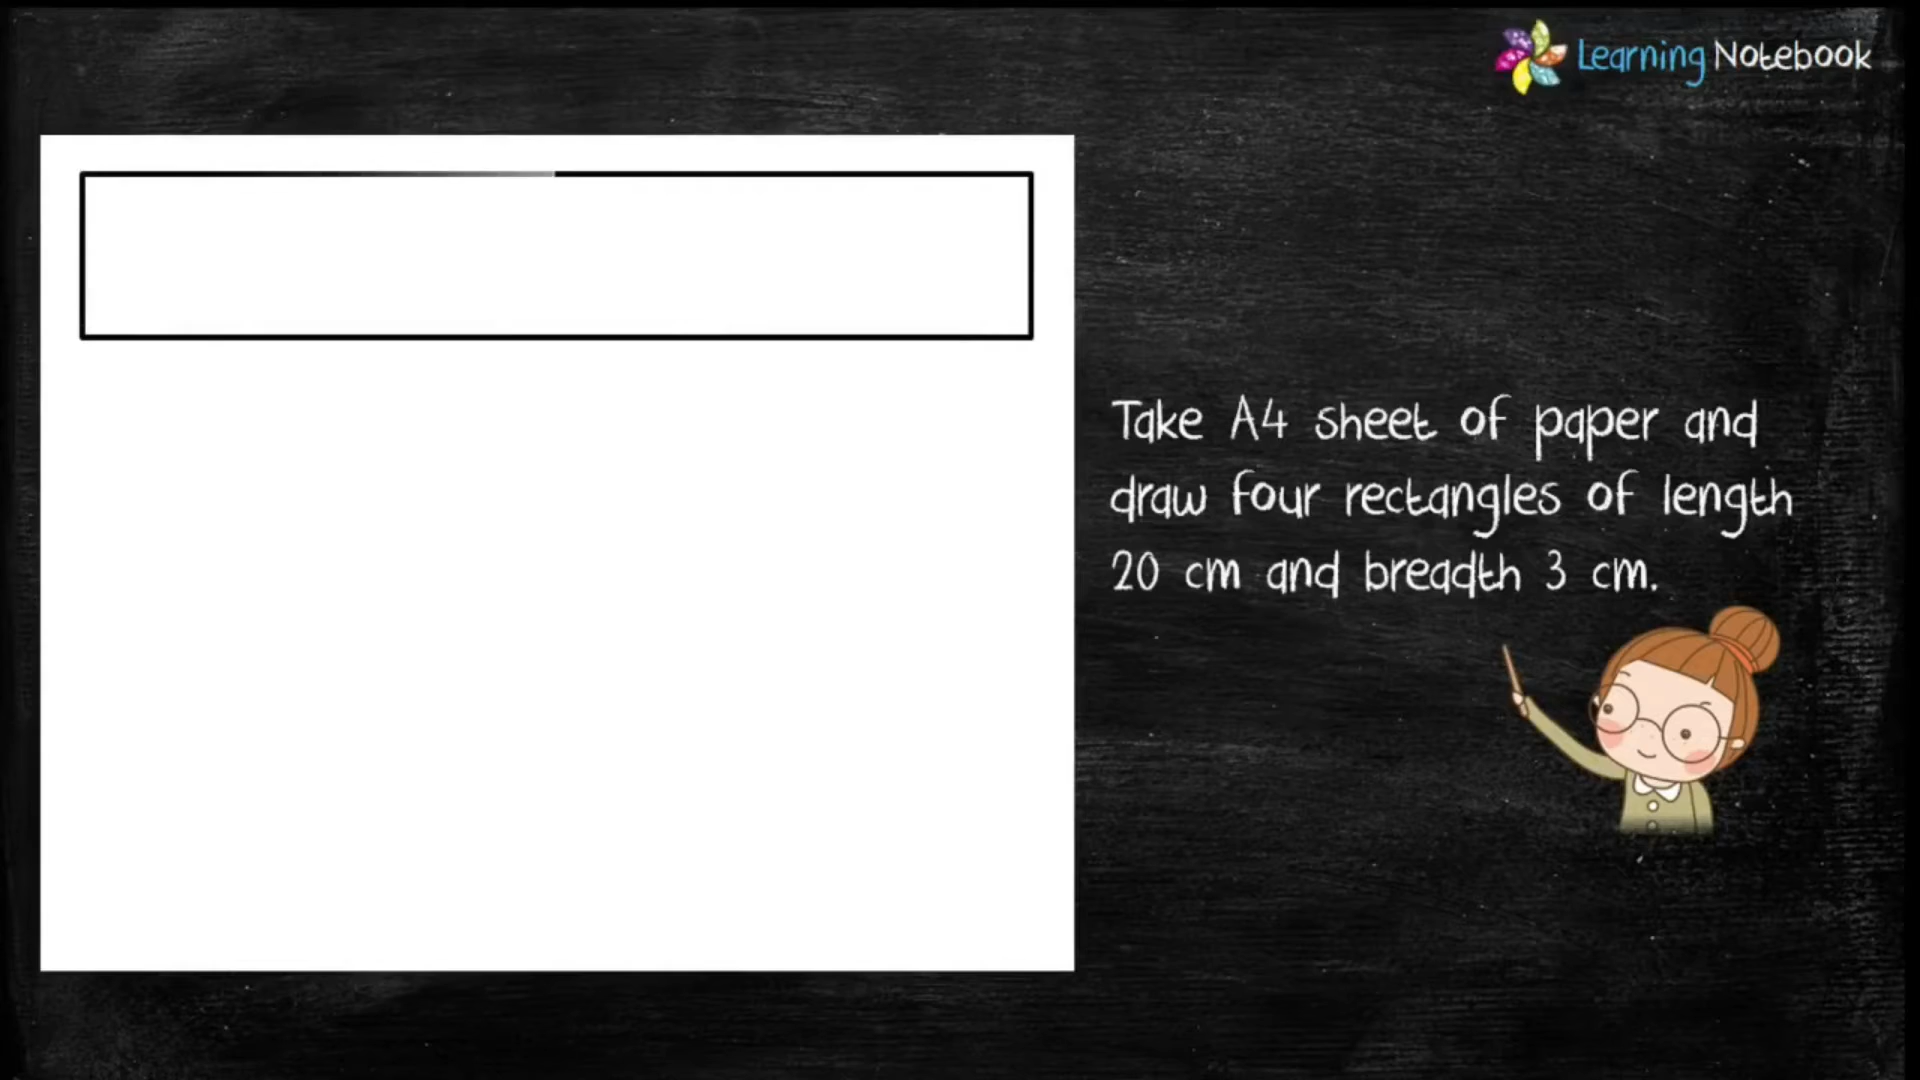 Learning Notebook
Take A4 sheet of paper and
draw four rectangles of length
20 cm and breadth 3 cm.